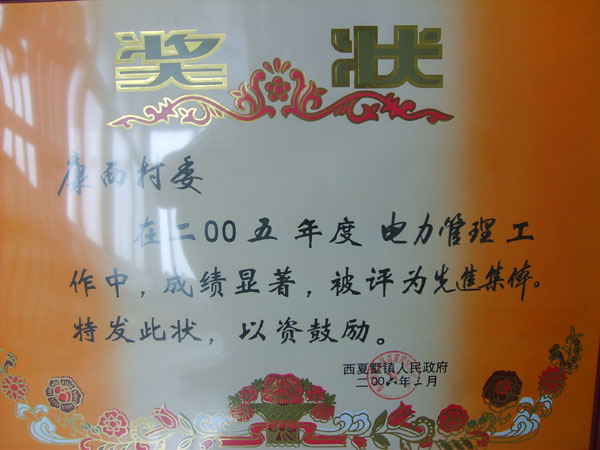 奖状
康西村委
在二00五年度 电力管理工
作中，成绩显著，被评为先进集体。
特发此状，以资鼓励。
西夏墅镇人民政府
二00六年三月